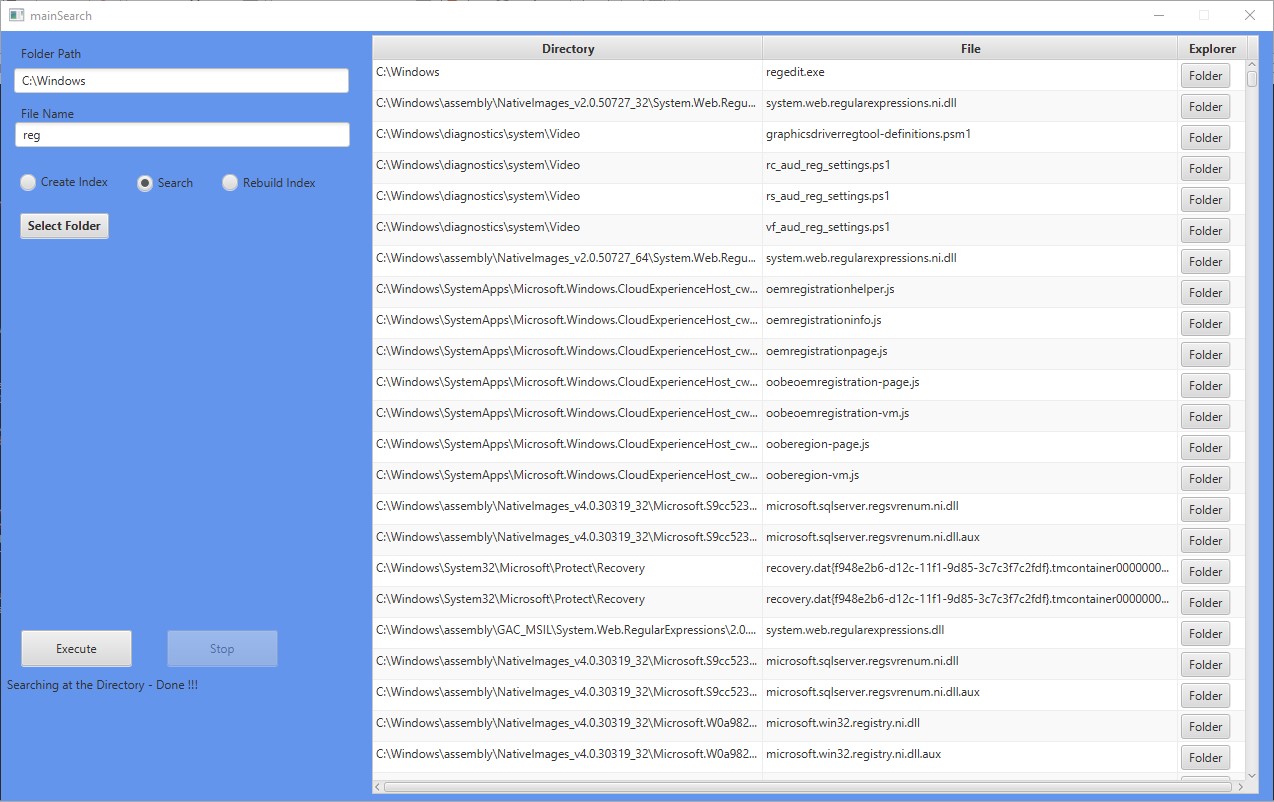 mainSearch
Folder Path
C:\Windows
File Name
reg
Create Index Search Rebuild Index
Select Folder
Execute Stop
Searching at the Directory - Done !!!
Directory File Explorer
C:\Windows regedit.exe Folder
C:\Windows\assembly\NativeImages_v2.0.50727_32\System.Web.Regu... system.web.regularexpressions.ni.dll Folder
C:\Windows\diagnostics\system\Video graphicsdriverregtool-definitions.psm1 Folder
C:\Windows\diagnostics\system\Video rc_aud_reg_settings.ps1 Folder
C:\Windows\diagnostics\system\Video rs_aud_reg_settings.ps1 Folder
C:\Windows\diagnostics\system\Video vf_aud_reg_settings.ps1 Folder
C:\Windows\assembly\NativeImages_v2.0.50727_64\System.Web.Regu... system.web.regularexpressions.ni.dll Folder
C:\Windows\SystemApps\Microsoft.Windows.CloudExperienceHost_cw... oemregistrationhelper.js Folder
C:\Windows\SystemApps\Microsoft.Windows.CloudExperienceHost_cw... oemregistrationinfo.js Folder
C:\Windows\SystemApps\Microsoft.Windows.CloudExperienceHost_cw... oemregistrationpage.js Folder
C:\Windows\SystemApps\Microsoft.Windows.CloudExperienceHost_cw... oobeoemregistration-page.js Folder
C:\Windows\SystemApps\Microsoft.Windows.CloudExperienceHost_cw... oobeoemregistration-vm.js Folder
C:\Windows\SystemApps\Microsoft.Windows.CloudExperienceHost_cw... ooberegion-page.js Folder
C:\Windows\SystemApps\Microsoft.Windows.CloudExperienceHost_cw... ooberegion-vm.js Folder
C:\Windows\assembly\NativeImages_v4.0.30319_32\Microsoft.S9cc523... microsoft.sqlserver.regsvrenum.ni.dll Folder
C:\Windows\assembly\NativeImages_v4.0.30319_32\Microsoft.S9cc523... microsoft.sqlserver.regsvrenum.ni.dll.aux Folder
C:\Windows\System32\Microsoft\Protect\Recovery recovery.dat{f948e2b6-d12c-11f1-9d85-3c7c3f7c2fdf}.tmcontainer0000000... Folder
C:\Windows\System32\Microsoft\Protect\Recovery recovery.dat{f948e2b6-d12c-11f1-9d85-3c7c3f7c2fdf}.tmcontainer0000000... Folder
C:\Windows\assembly\GAC_MSIL\System.Web.RegularExpressions\2.0.... system.web.regularexpressions.dll Folder
C:\Windows\assembly\NativeImages_v4.0.30319_32\Microsoft.S9cc523... microsoft.sqlserver.regsvrenum.ni.dll Folder
C:\Windows\assembly\NativeImages_v4.0.30319_32\Microsoft.S9cc523... microsoft.sqlserver.regsvrenum.ni.dll.aux Folder
C:\Windows\assembly\NativeImages_v4.0.30319_32\Microsoft.W0a982... microsoft.win32.registry.ni.dll Folder
C:\Windows\assembly\NativeImages_v4.0.30319_32\Microsoft.W0a982... microsoft.win32.registry.ni.dll.aux Folder